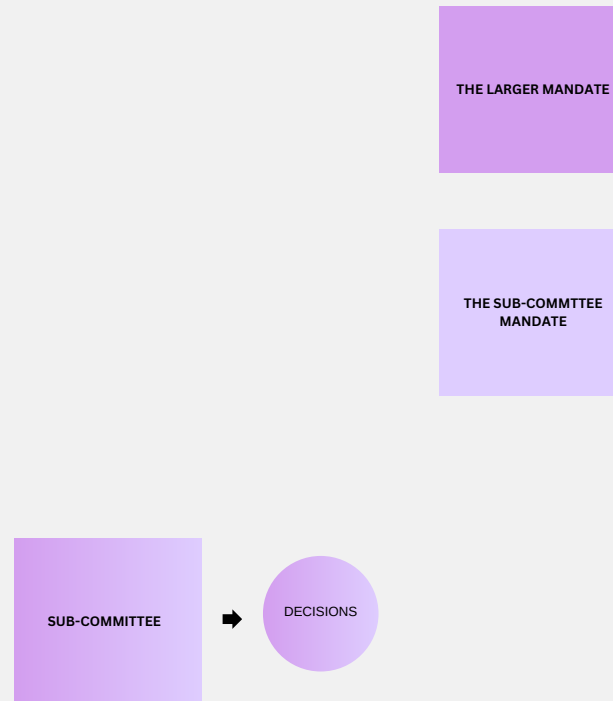 THE LARGER MANDATE
THE SUB-COMMTTEE
MANDATE
SUB-COMMITTEE
DECISIONS